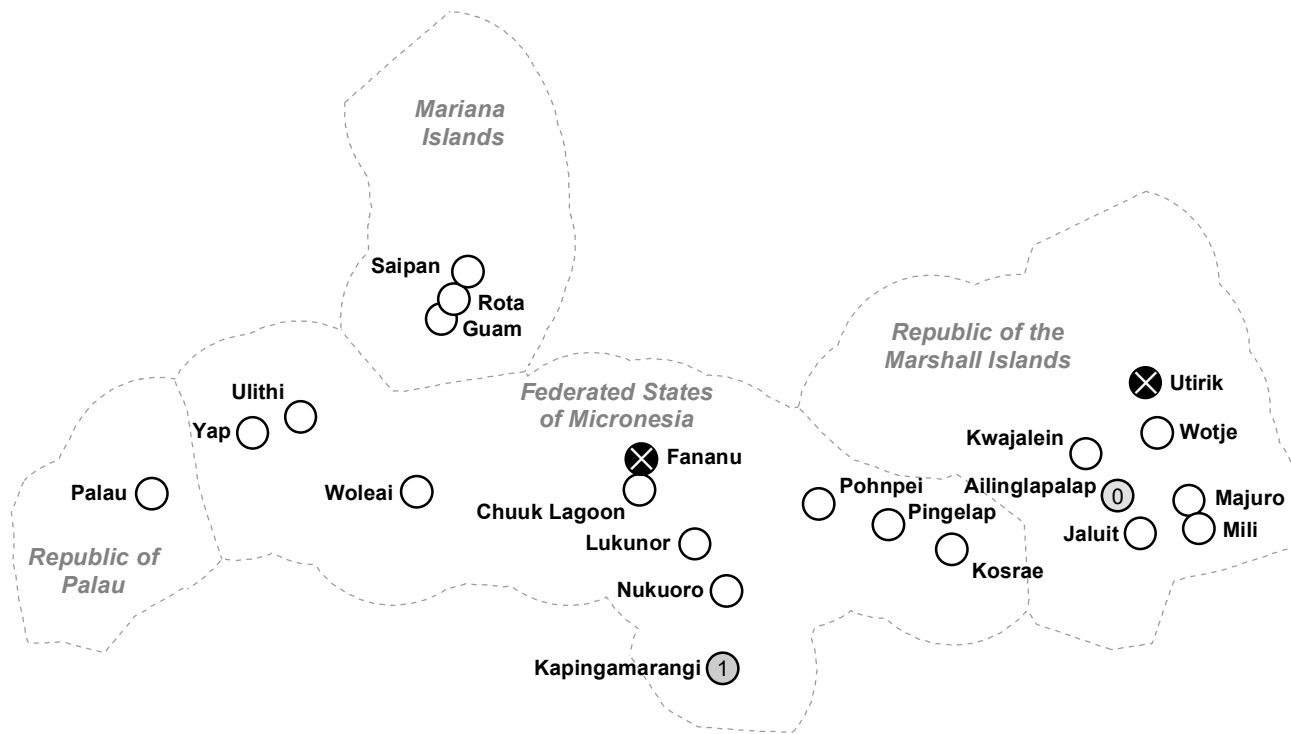 Mariana
Islands
Saipan
Rota
Guam
Republic of the
Marshall Islands
Ulithi
Federated States
of Micronesia
Utirik
Yap
Kwajalein
Wotje
Fananu
Palau
Woleai
Pohnpei
Ailinglapalap
0
Majuro
Chuuk Lagoon
Pingelap
Jaluit
Mili
Lukunor
Republic of
Palau
Kosrae
Nukuoro
Kapingamarangi
1